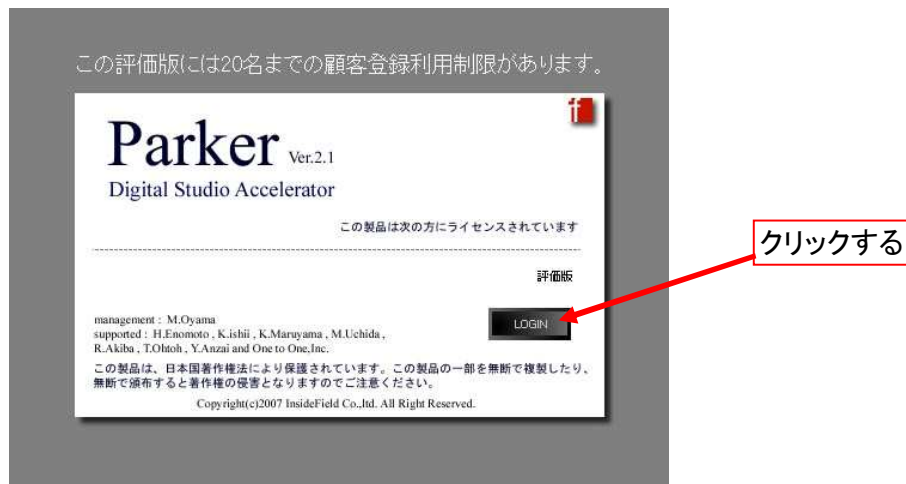 この評価版には20名までの顧客登録利用制限があります。
f
Parker Ver.2.1
Digital Studio Accelerator
この製品は次の方にライセンスされています
クリックする
評価版
LOGIN
management : M.Oyama
supported : H.Enomoto , K.ishii , K.Maruyama , M.Uchida ,
R.Akiba , T.Ohtoh , Y.Anzai and One to One,Inc.
この製品は、日本国著作権法により保護されています。この製品の一部を無断で複製したり、
無断で頒布すると著作権の侵害となりますのでご注意ください。
Copyright(c)2007 InsideField Co.,ltd. All Right Reserved.